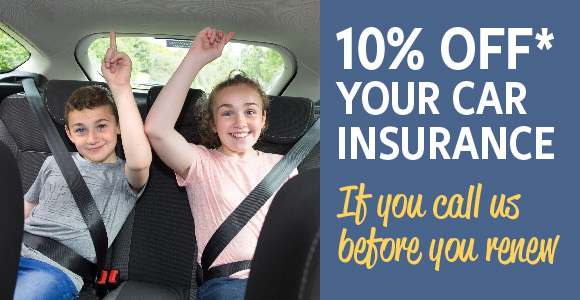 10% OFF*
YOUR CAR
INSURANCE
If you call us
before you renew